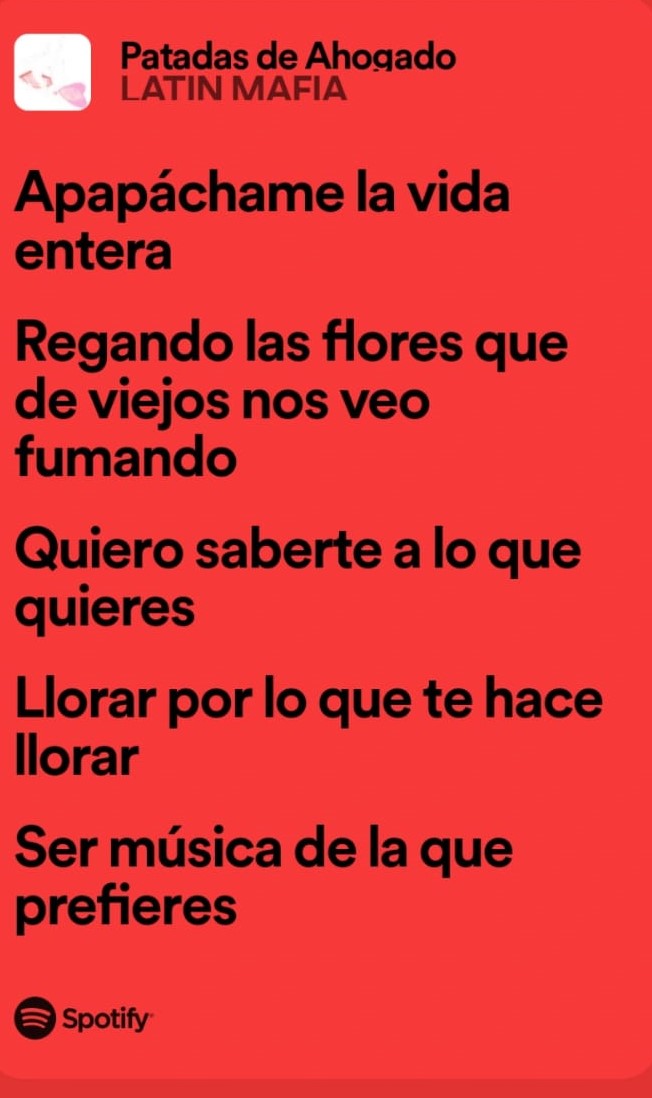 Patadas de Ahogado
LATIN MAFIA
Apapáchame la vida
entera
Regando las flores que
de viejos nos veo
fumando
Quiero saberte a lo que
quieres
Llorar por lo que te hace
llorar
Ser música de la que
prefieres
Spotify